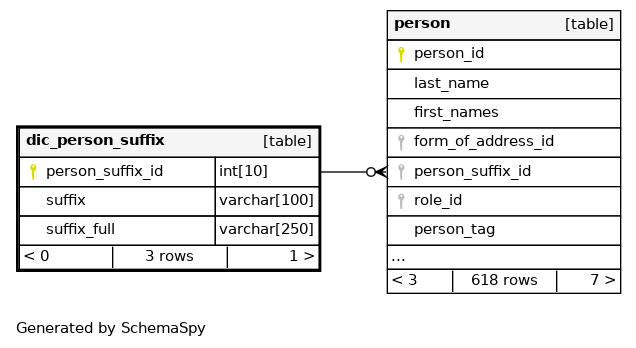 person [table]
person_id
last_name
first_names
form_of_address_id
person_suffix_id
role_id
person_tag
...
< 3 618 rows 7 >
dic_person_suffix [table]
person_suffix_id int[10]
suffix varchar[100]
suffix_full varchar[250]
< 0 3 rows 1 >
Generated by SchemaSpy